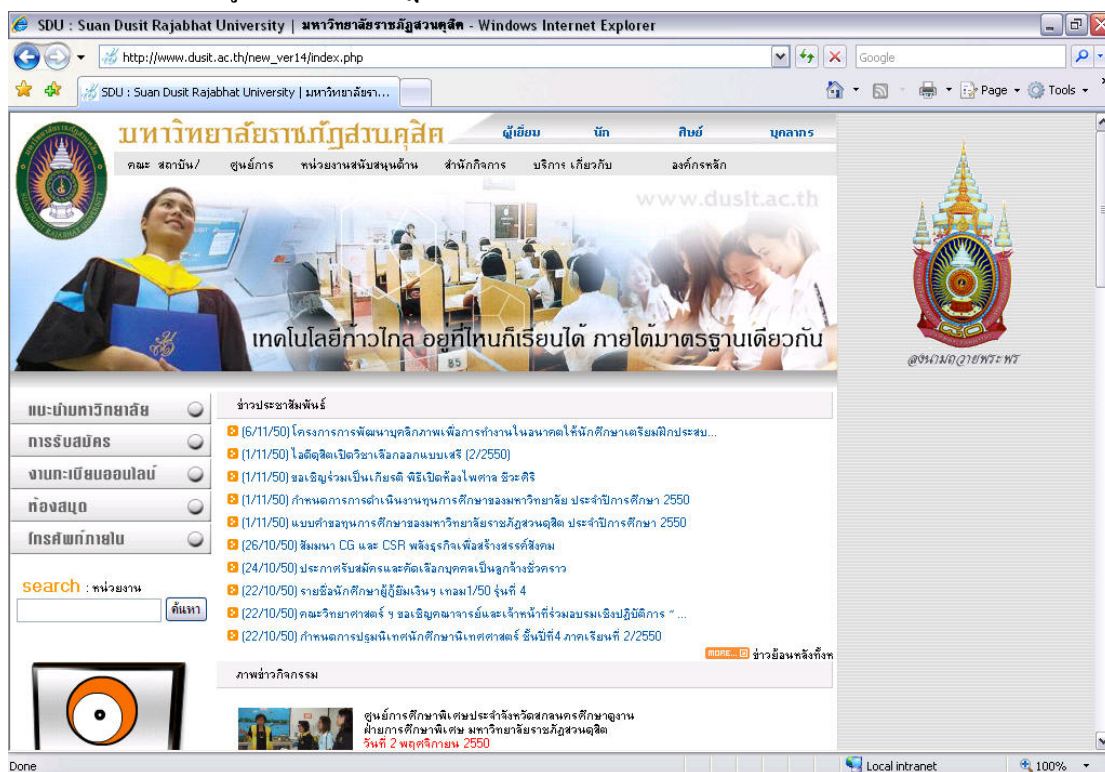 SDU : Suan Dusit Rajabhat University | มหาวิทยาลัยราชภัฏสวนดุสิต - Windows Internet Explorer
http://www.dusit.ac.th/new_ver14/index.php
Google
SDU : Suan Dusit Rajabhat University | มหาวิทยาลัยรา...
Page Tools
มหาวิทยาลัยราชภัฏสวนดุสิต
ผู้เยี่ยม นัก ศิษย์ บุคลากร
คณะ สถาบัน/ ศูนย์การ หน่วยงานสนับสนุนด้าน สำนักกิจการ บริการ เกี่ยวกับ องค์กรหลัก
www.dusit.ac.th
เทคโนโลยีก้าวไกล อยู่ที่ไหนก็เรียนได้ ภายใต้มาตรฐานเดียวกัน
85
ลงนามถวายพระพร
แนะนำมหาวิทยาลัย
การรับสมัคร
งานทะเบียนออนไลน์
ห้องสมุด
โทรศัพท์ภายใน
search : หน่วยงาน
ค้นหา
ข่าวประชาสัมพันธ์
(6/11/50) โครงการการพัฒนาบุคลิกภาพเพื่อการทำงานในอนาคตให้นักศึกษาเตรียมฝึกประสบ...
(1/11/50) ไอดีดุสิตเปิดวิชาเลือกออกแบบเสรี (2/2550)
(1/11/50) ขอเชิญร่วมเป็นเกียรติ พิธีเปิดห้องไพศาล ชีวะศิริ
(1/11/50) กำหนดการการดำเนินงานทุนการศึกษาของมหาวิทยาลัย ประจำปีการศึกษา 2550
(1/11/50) แบบคำขอทุนการศึกษาของมหาวิทยาลัยราชภัฏสวนดุสิต ประจำปีการศึกษา 2550
(26/10/50) สัมมนา CG และ CSR พลังธุรกิจเพื่อสร้างสรรค์สังคม
(24/10/50) ประกาศรับสมัครและคัดเลือกบุคคลเป็นลูกจ้างชั่วคราว
(22/10/50) รายชื่อนักศึกษาผู้กู้ยืมเงินฯ เทอม1/50 รุ่นที่ 4
(22/10/50) คณะวิทยาศาสตร์ ฯ ขอเชิญคณาจารย์และเจ้าหน้าที่ร่วมอบรมเชิงปฏิบัติการ " ...
(22/10/50) กำหนดการปฐมนิเทศนักศึกษานิเทศศาสตร์ ชั้นปีที่4 ภาคเรียนที่ 2/2550
MORE... ข่าวย้อนหลังทั้งห
ภาพข่าวกิจกรรม
ศูนย์การศึกษาพิเศษประจำจังหวัดสกลนครศึกษาดูงาน
ฝ่ายการศึกษาพิเศษ มหาวิทยาลัยราชภัฏสวนดุสิต
วันที่ 2 พฤศจิกายน 2550
Done
Local intranet
100%